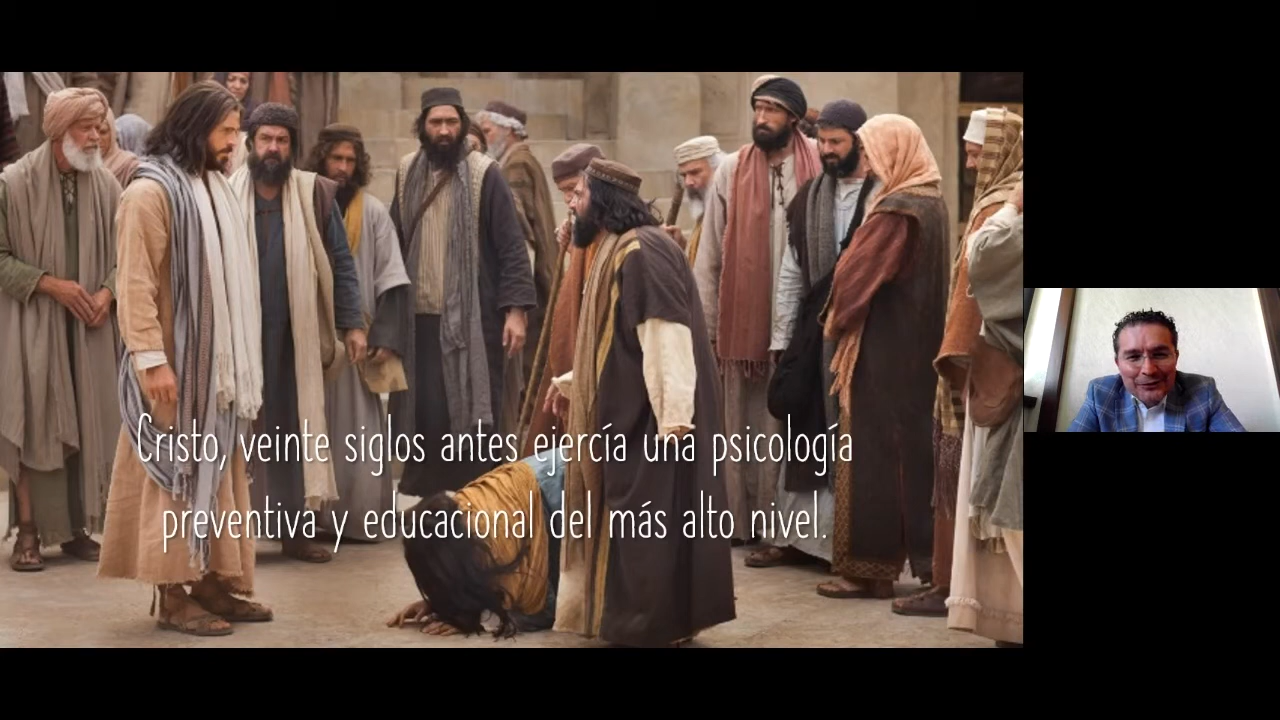 Cristo, veinte siglos antes ejercía una psicología
preventiva y educacional del más alto nivel.